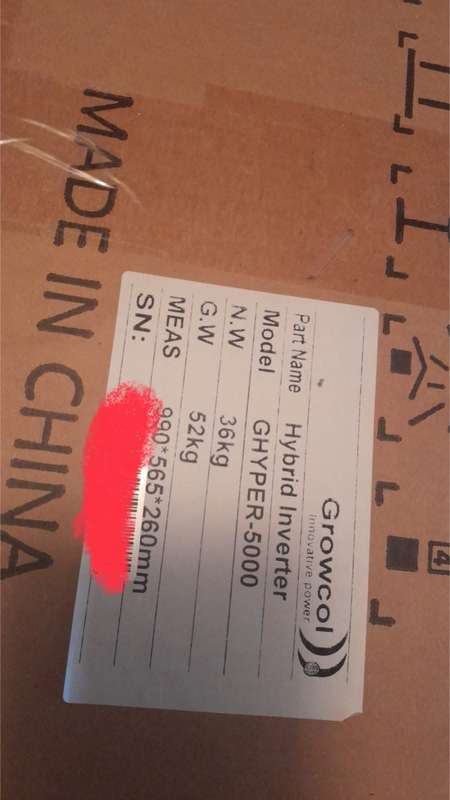 Growcol
innovative power
Part Name Hybrid Inverter
Model GHYPER-5000
N.W 36kg
G.W 52kg
MEAS 990*565*260mm
SN:
MADE IN CHINA
4